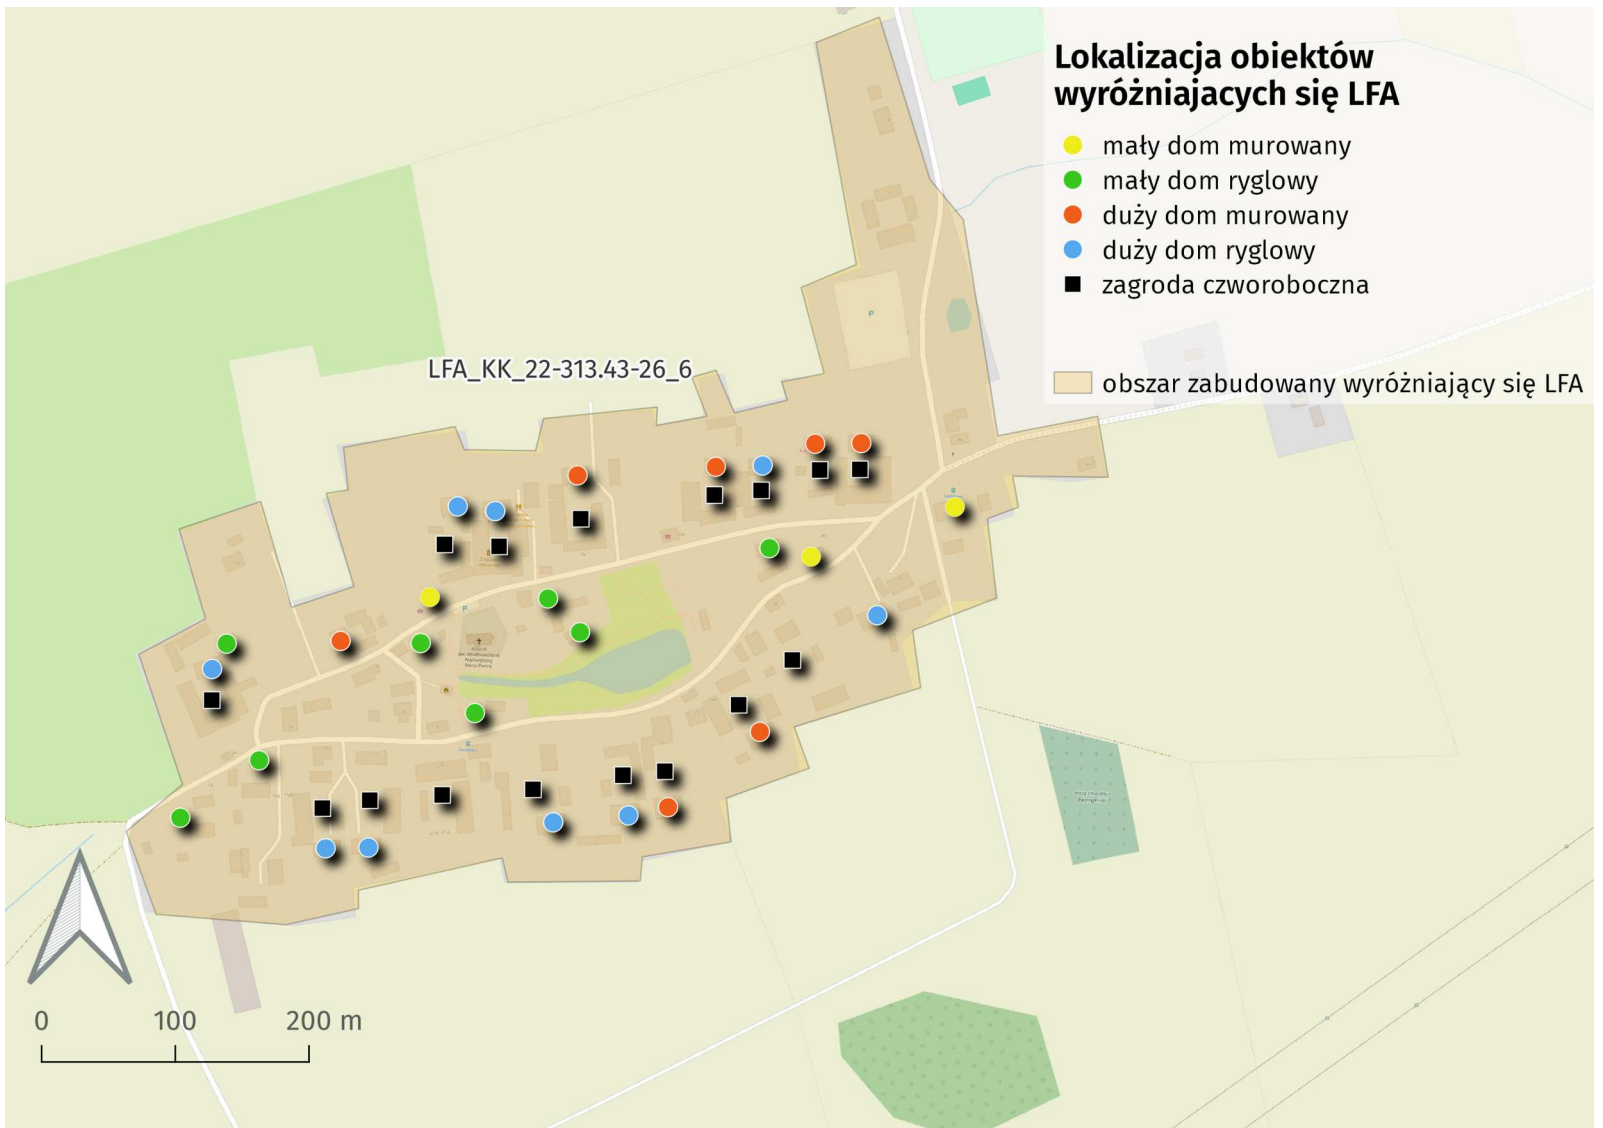 Lokalizacja obiektów
wyróżniajacych się LFA
mały dom murowany
mały dom ryglowy
duży dom murowany
duży dom ryglowy
zagroda czworoboczna
obszar zabudowany wyróżniający się LFA
LFA_KK_22-313.43-26_6
P
P
0
100
200 m